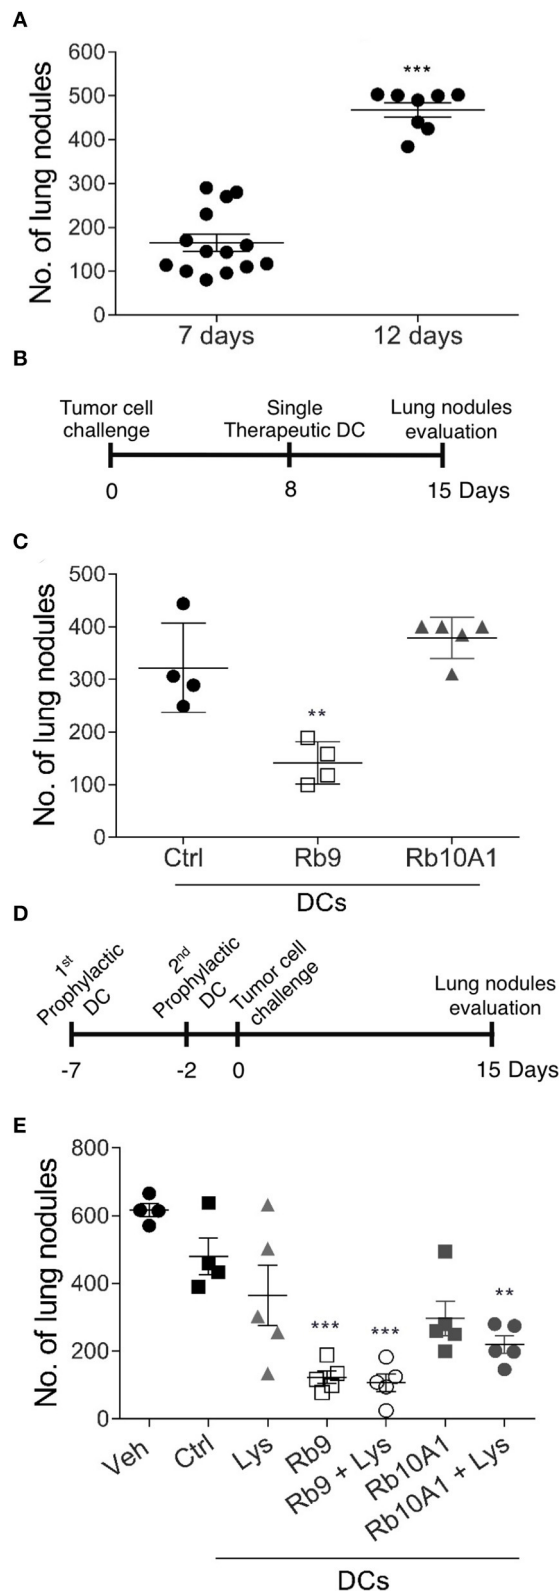 A
No. of lung nodules
600
500
400
300
200
100
0
***
7 days
12 days
B
Tumor cell
challenge
Single
Therapeutic DC
Lung nodules
evaluation
0
8
15 Days
C
No. of lung nodules
500
400
300
200
100
0
**
Ctrl
Rb9
Rb10A1
DCs
D
1st
Prophylactic
DC
2nd
Prophylactic
DC
Tumor cell
challenge
Lung nodules
evaluation
-7
-2
0
15 Days
E
No. of lung nodules
800
600
400
200
0
***
***
**
Veh
Ctrl
Lys
Rb9
Rb9 + Lys
Rb10A1
Rb10A1 + Lys
DCs